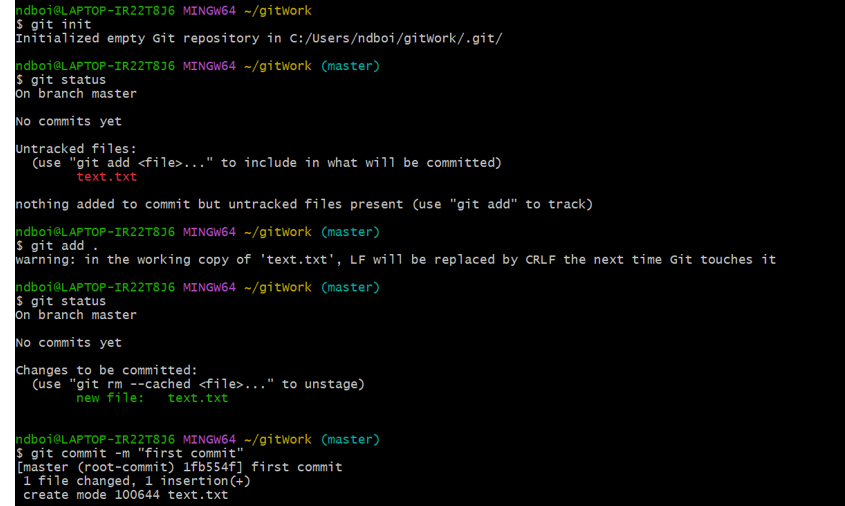 ndboi@LAPTOP-IR22T8J6 MINGW64 ~/gitWork
$ git init
Initialized empty Git repository in C:/Users/ndboi/gitWork/.git/
ndboi@LAPTOP-IR22T8J6 MINGW64 ~/gitWork (master)
$ git status
On branch master
No commits yet
Untracked files:
  (use "git add <file>..." to include in what will be committed)
        text.txt
nothing added to commit but untracked files present (use "git add" to track)
ndboi@LAPTOP-IR22T8J6 MINGW64 ~/gitWork (master)
$ git add .
warning: in the working copy of 'text.txt', LF will be replaced by CRLF the next time Git touches it
ndboi@LAPTOP-IR22T8J6 MINGW64 ~/gitWork (master)
$ git status
On branch master
No commits yet
Changes to be committed:
  (use "git rm --cached <file>..." to unstage)
        new file:   text.txt
ndboi@LAPTOP-IR22T8J6 MINGW64 ~/gitWork (master)
$ git commit -m "first commit"
[master (root-commit) 1fb554f] first commit
 1 file changed, 1 insertion(+)
 create mode 100644 text.txt